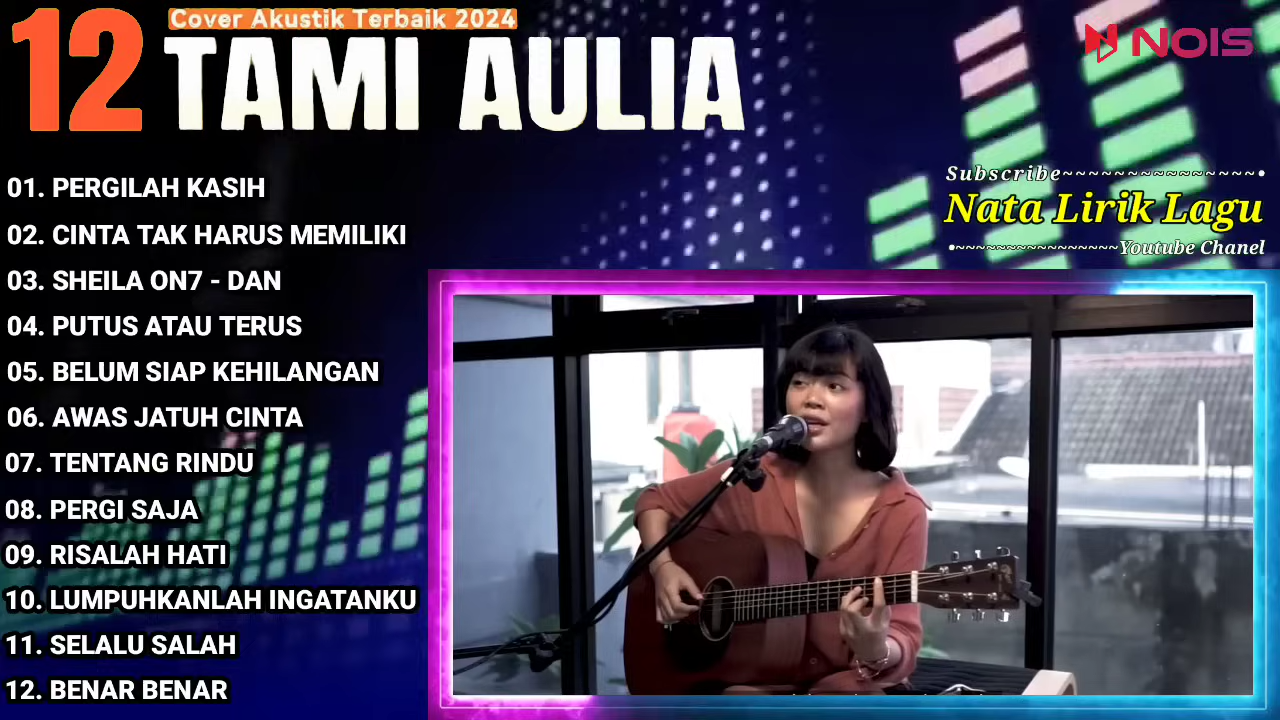 12
Cover Akustik Terbaik 2024
TAMI AULIA
NOIS
Subscribe~~~~~~~~~~~~~~~•
Nata Lirik Lagu
•~~~~~~~~~~~~~~~~Youtube Chanel
01. PERGILAH KASIH
02. CINTA TAK HARUS MEMILIKI
03. SHEILA ON7 - DAN
04. PUTUS ATAU TERUS
05. BELUM SIAP KEHILANGAN
06. AWAS JATUH CINTA
07. TENTANG RINDU
08. PERGI SAJA
09. RISALAH HATI
10. LUMPUHKANLAH INGATANKU
11. SELALU SALAH
12. BENAR BENAR